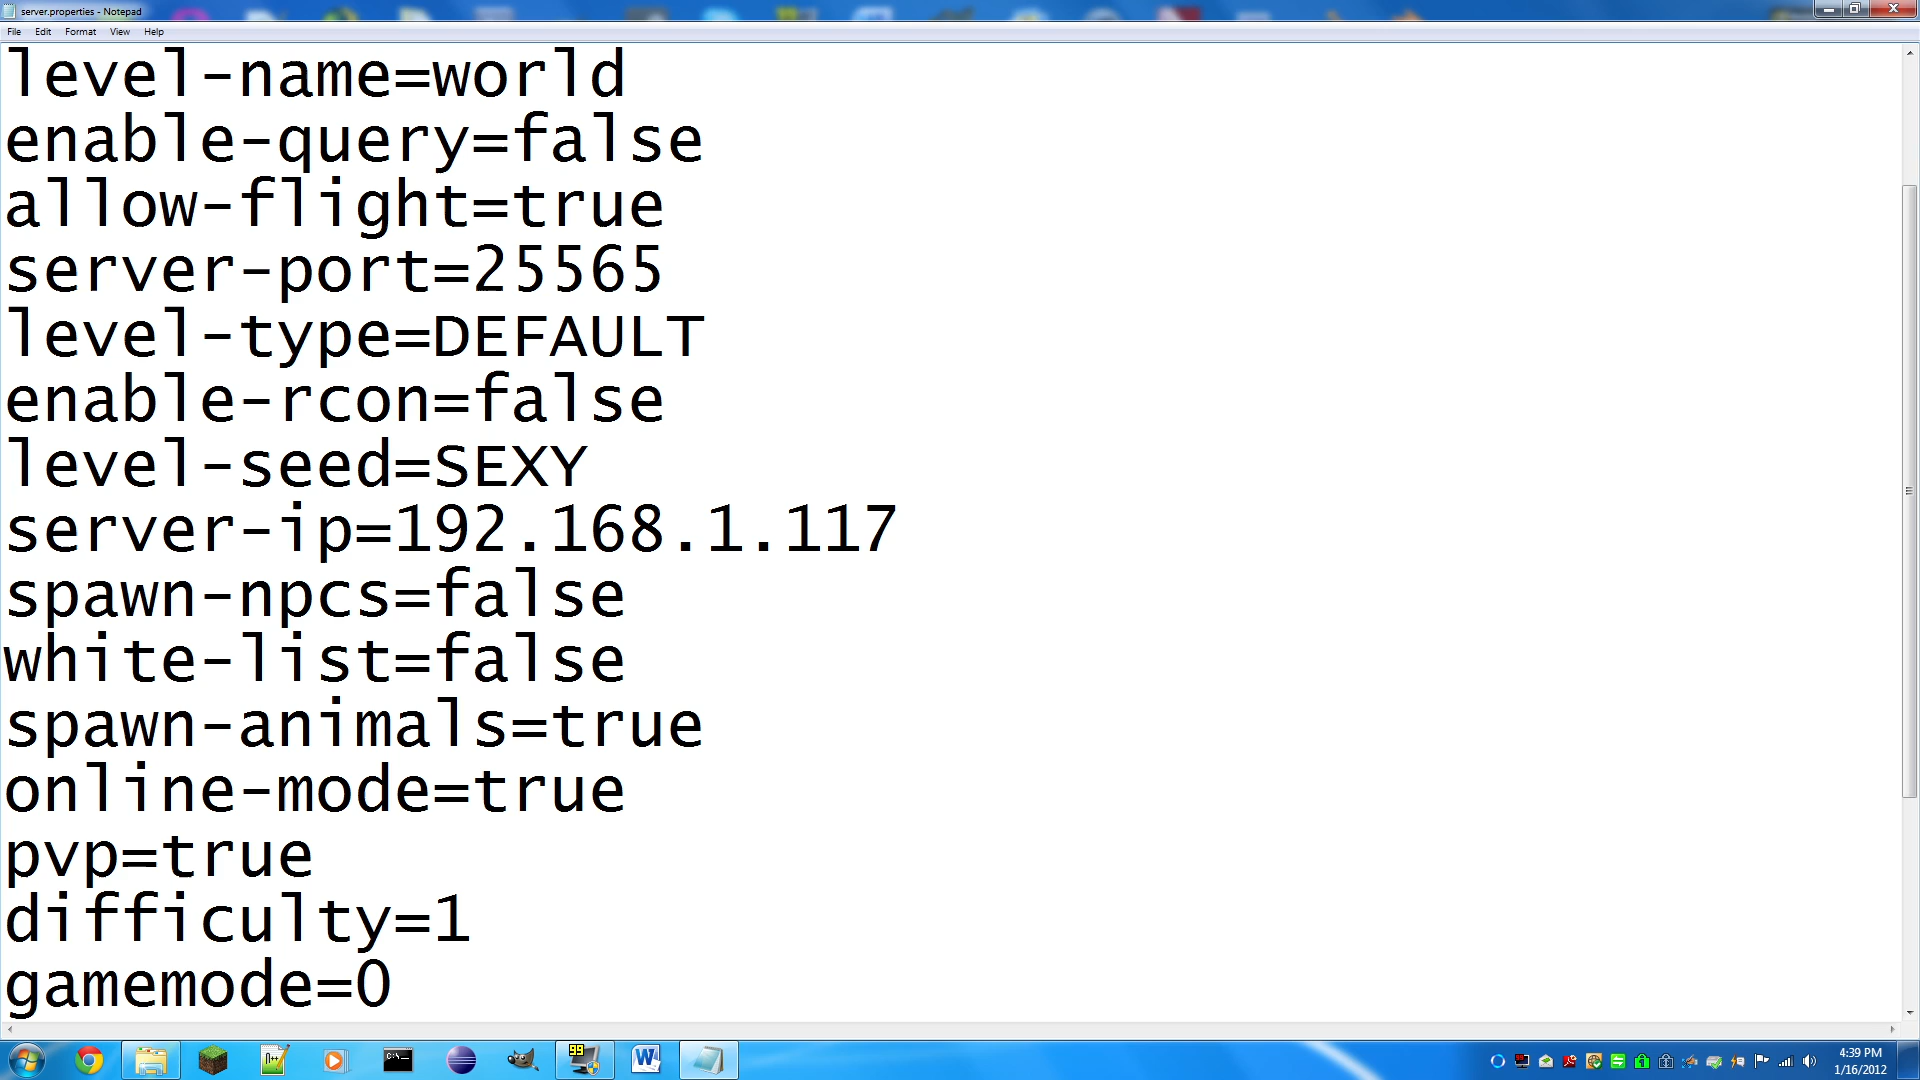 server.properties - Notepad
File Edit Format View Help
level-name=world
enable-query=false
allow-flight=true
server-port=25565
level-type=DEFAULT
enable-rcon=false
level-seed=SEXY
server-ip=192.168.1.117
spawn-npcs=false
white-list=false
spawn-animals=true
online-mode=true
pvp=true
difficulty=1
gamemode=0
99
4:39 PM
1/16/2012